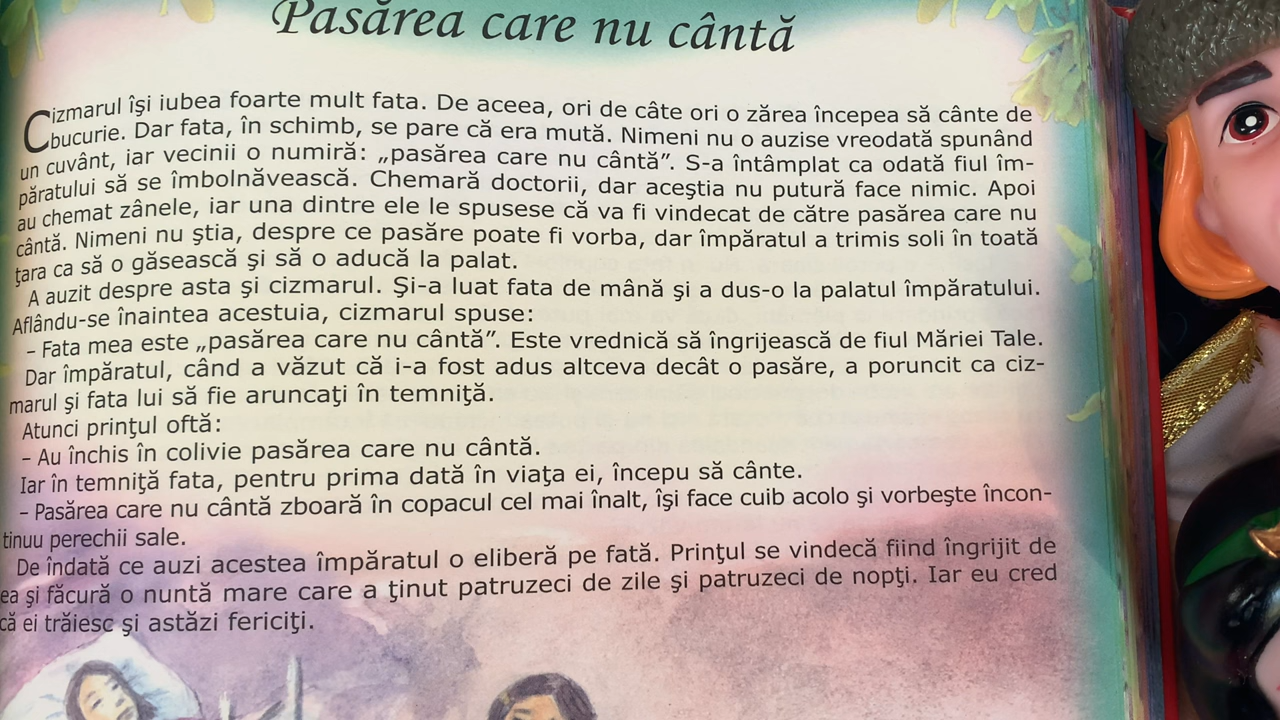 Pasărea care nu cântă
Cizmarul îşi iubea foarte mult fata. De aceea, ori de câte ori o zărea începea să cânte de
bucurie. Dar fata, în schimb, se pare că era mută. Nimeni nu o auzise vreodată spunând
un cuvânt, iar vecinii o numiră: „pasărea care nu cântă”. S-a întâmplat ca odată fiul îm-
păratului să se îmbolnăvească. Chemară doctorii, dar aceştia nu putură face nimic. Apoi
au chemat zânele, iar una dintre ele le spusese că va fi vindecat de către pasărea care nu
cântă. Nimeni nu ştia, despre ce pasăre poate fi vorba, dar împăratul a trimis soli în toată
ţara ca să o găsească şi să o aducă la palat.
A auzit despre asta şi cizmarul. Şi-a luat fata de mână şi a dus-o la palatul împăratului.
Aflându-se înaintea acestuia, cizmarul spuse:
– Fata mea este „pasărea care nu cântă”. Este vrednică să îngrijească de fiul Măriei Tale.
Dar împăratul, când a văzut că i-a fost adus altceva decât o pasăre, a poruncit ca ciz-
marul şi fata lui să fie aruncaţi în temniţă.
Atunci prinţul oftă:
– Au închis în colivie pasărea care nu cântă.
Iar în temniţă fata, pentru prima dată în viaţa ei, începu să cânte.
– Pasărea care nu cântă zboară în copacul cel mai înalt, îşi face cuib acolo şi vorbeşte încon-
tinuu perechii sale.
De îndată ce auzi acestea împăratul o eliberă pe fată. Prinţul se vindecă fiind îngrijit de
ea şi făcură o nuntă mare care a ţinut patruzeci de zile şi patruzeci de nopţi. Iar eu cred
că ei trăiesc şi astăzi fericiţi.